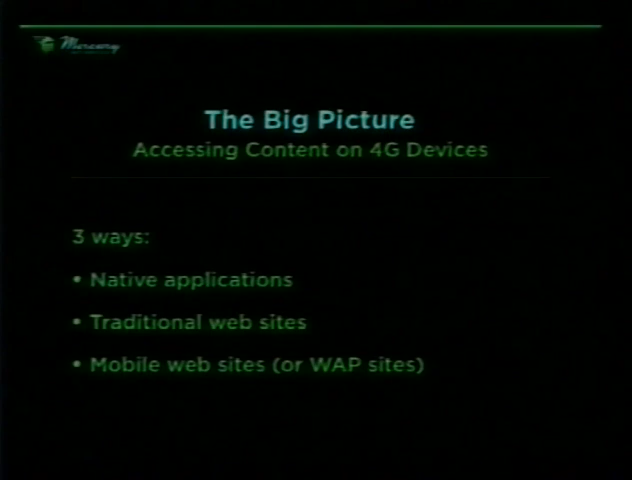 Mercury
The Big Picture
Accessing Content on 4G Devices
3 ways:
• Native applications
• Traditional web sites
• Mobile web sites (or WAP sites)